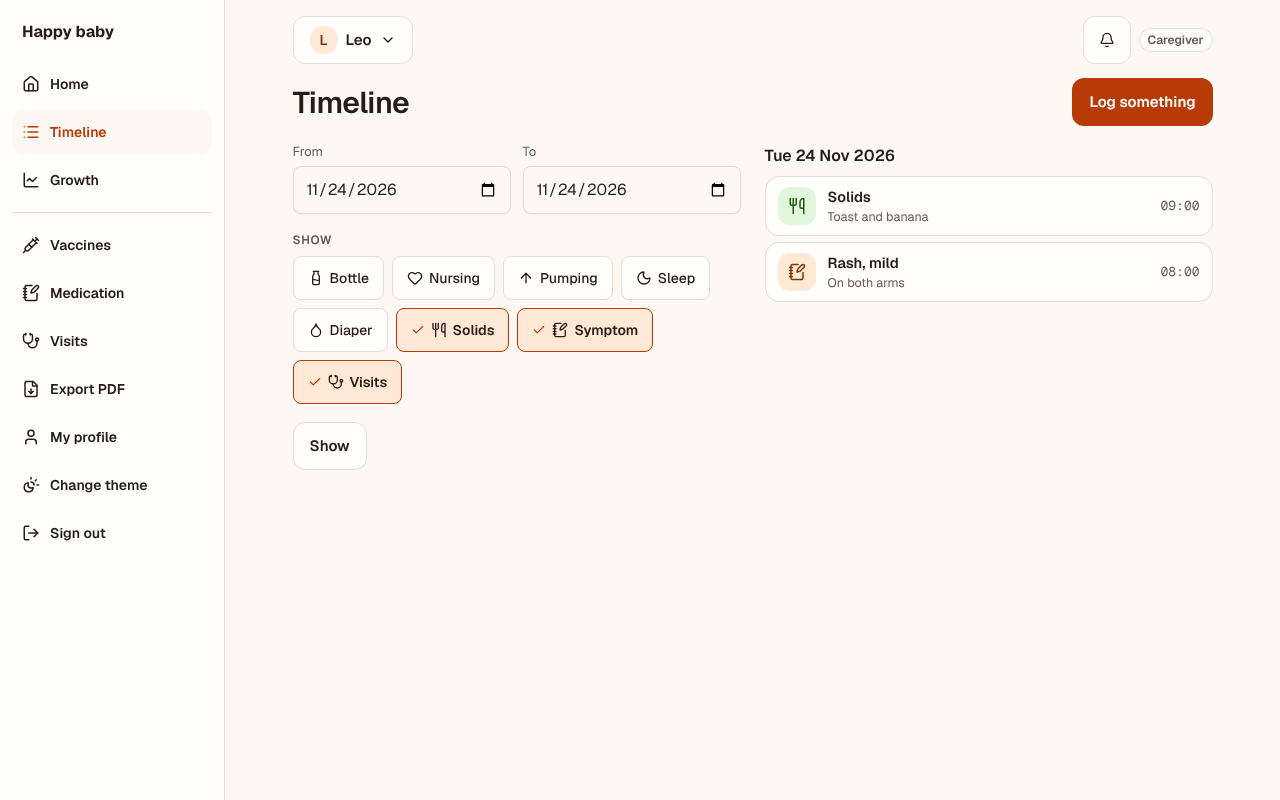 Happy baby
Home
Timeline
Growth
Vaccines
Medication
Visits
Export PDF
My profile
Change theme
Sign out
L Leo
Caregiver
Timeline
Log something
From
To
11/24/2026
11/24/2026
SHOW
Bottle
Nursing
Pumping
Sleep
Diaper
Solids
Symptom
Visits
Show
Tue 24 Nov 2026
Solids
Toast and banana
09:00
Rash, mild
On both arms
08:00